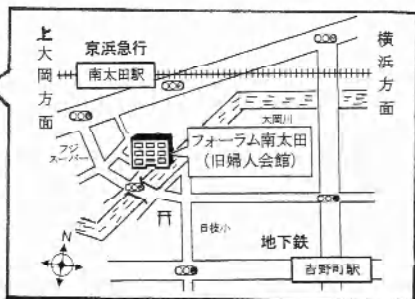 上大岡方面
京浜急行
南太田駅
横浜方面
大岡川
フジ
スーパー
フォーラム南太田
(旧婦人会館)
日枝小
地下鉄
吉野町駅
N